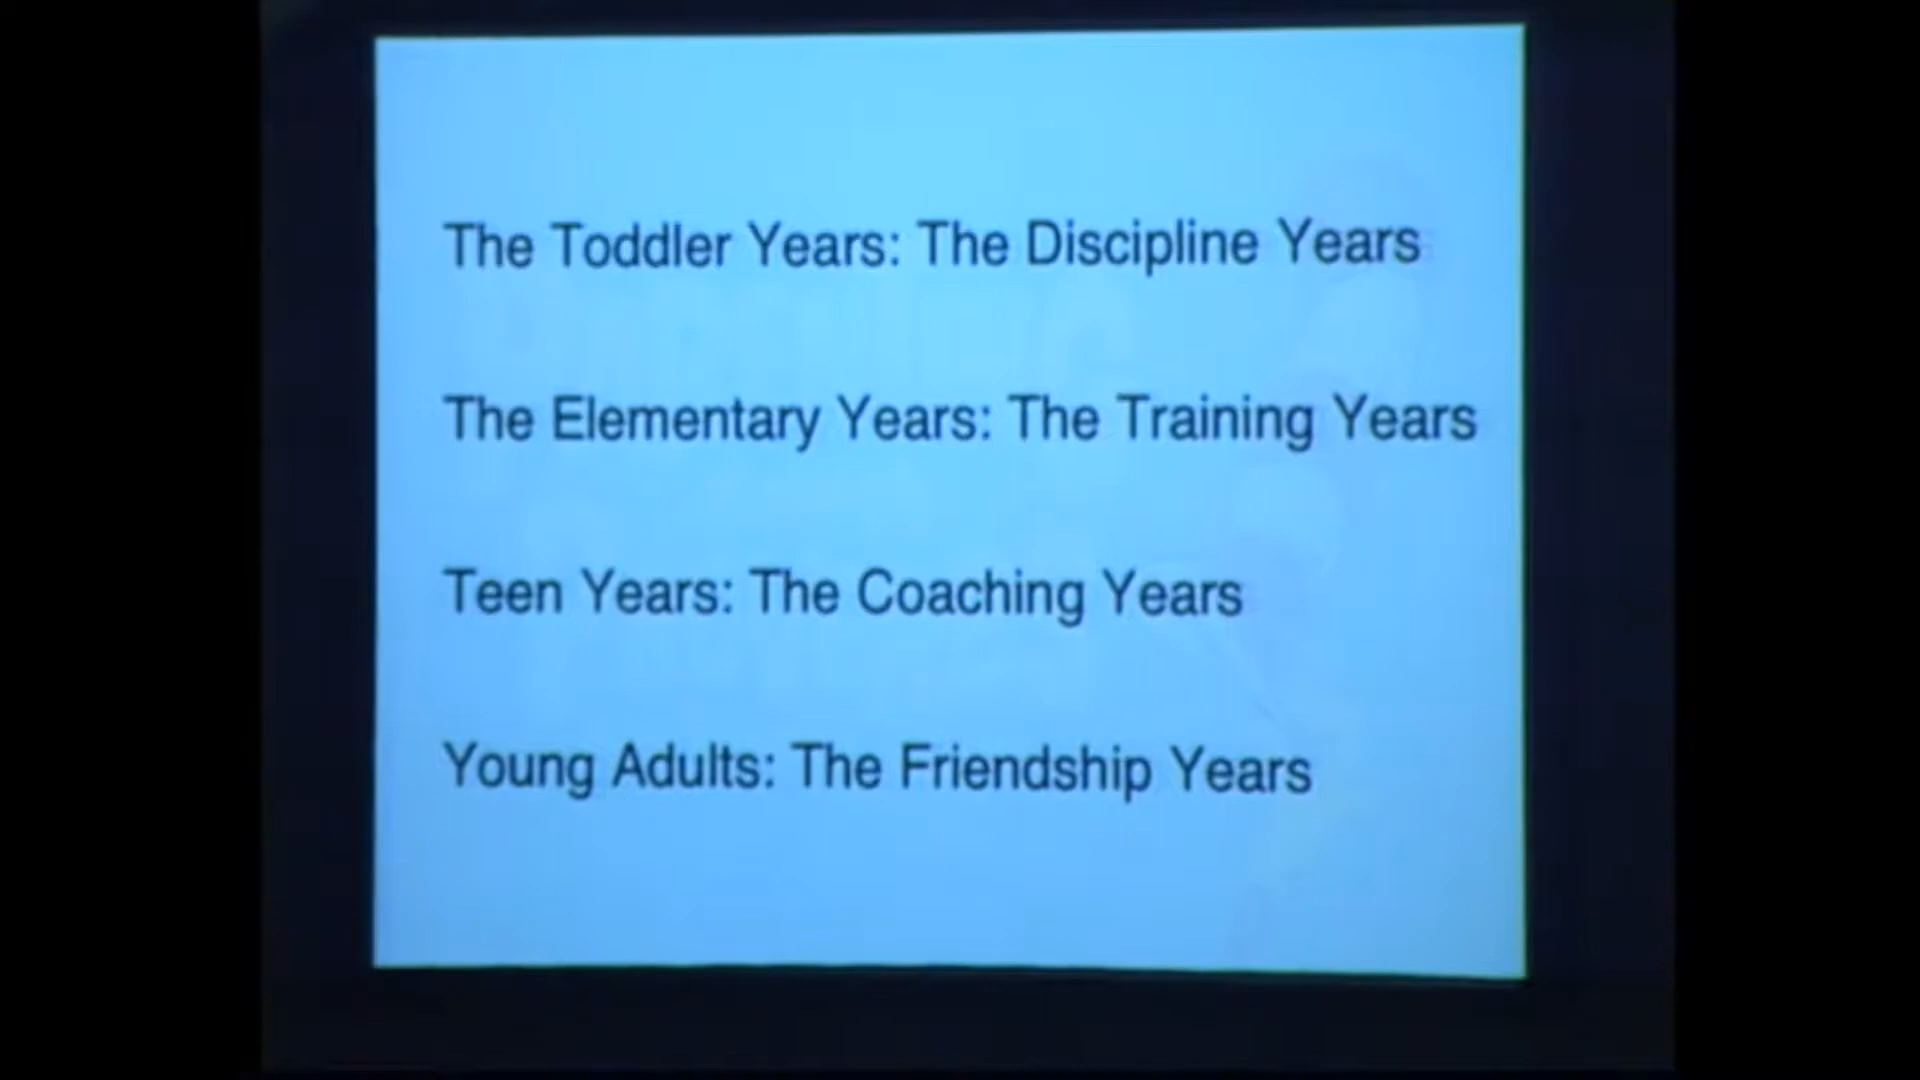 The Toddler Years: The Discipline Years
The Elementary Years: The Training Years
Teen Years: The Coaching Years
Young Adults: The Friendship Years